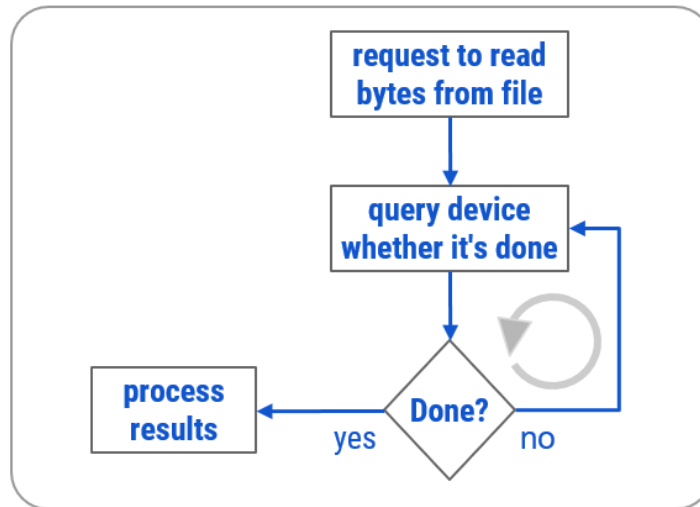 request to read
bytes from file
query device
whether it's done
Done?
yes
no
process
results